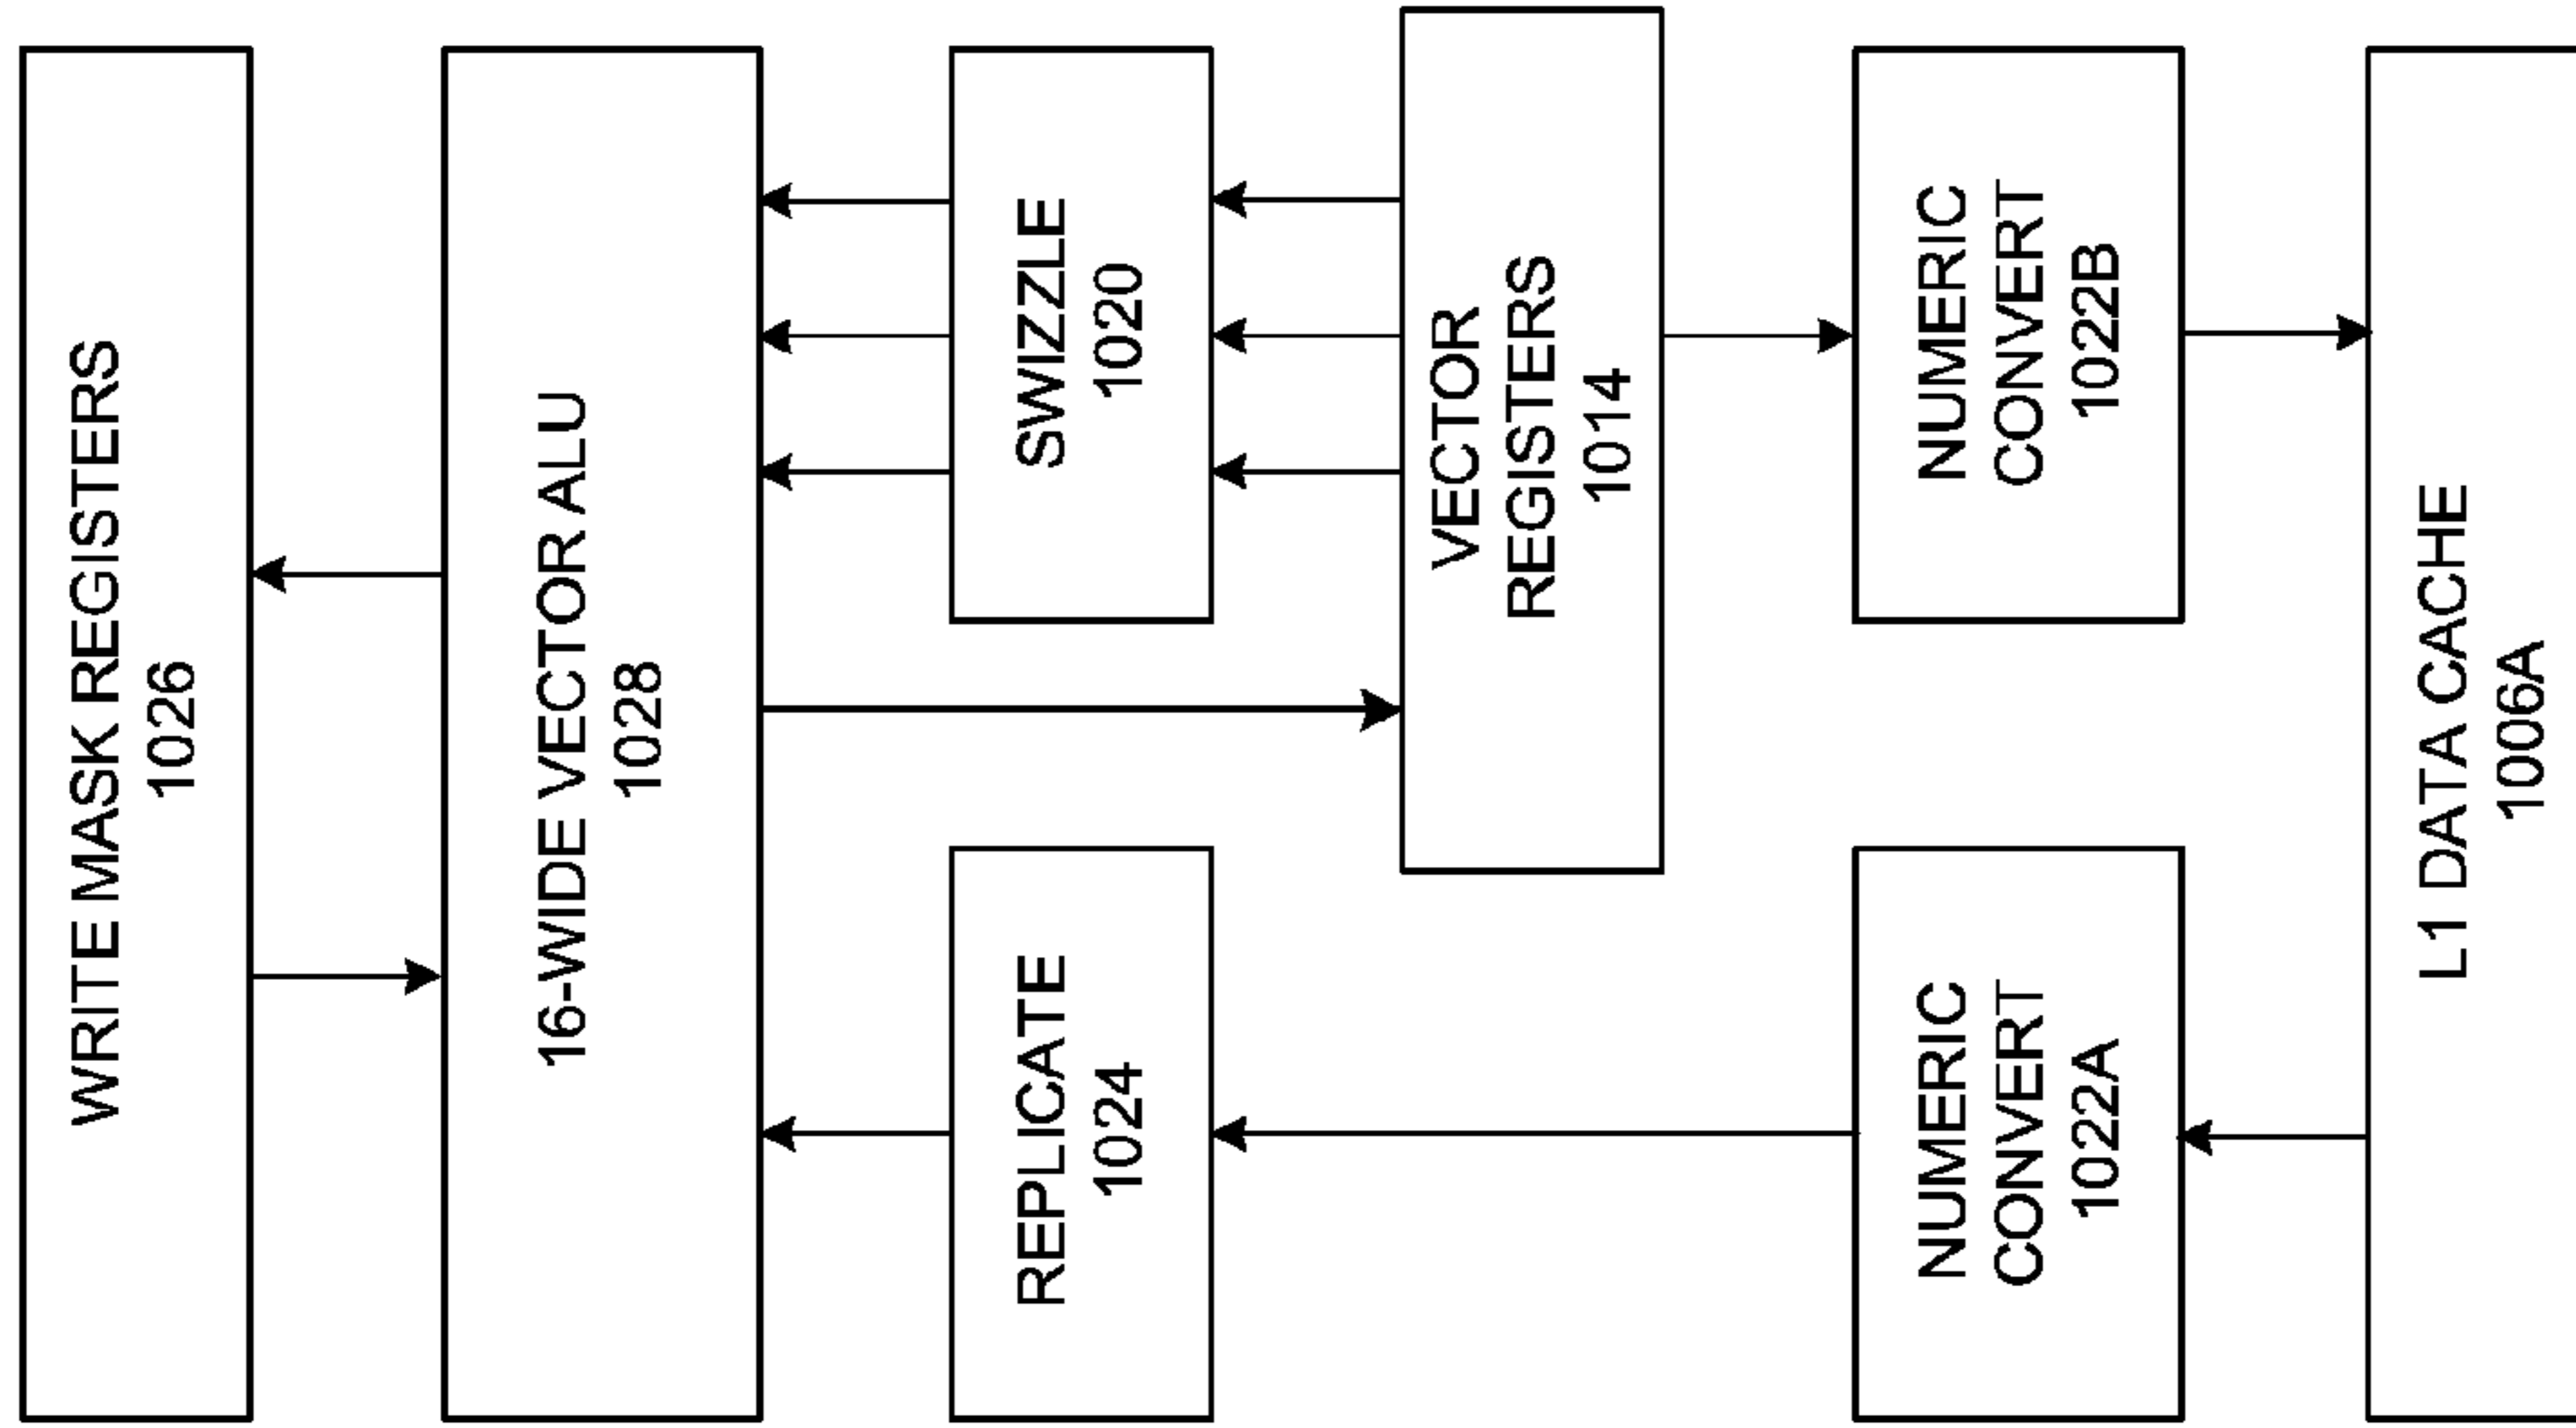 WRITE MASK REGISTERS
1026
16-WIDE VECTOR ALU
1028
REPLICATE
1024
SWIZZLE
1020
VECTOR
REGISTERS
1014
NUMERIC
CONVERT
1022A
NUMERIC
CONVERT
1022B
L1 DATA CACHE
1006A